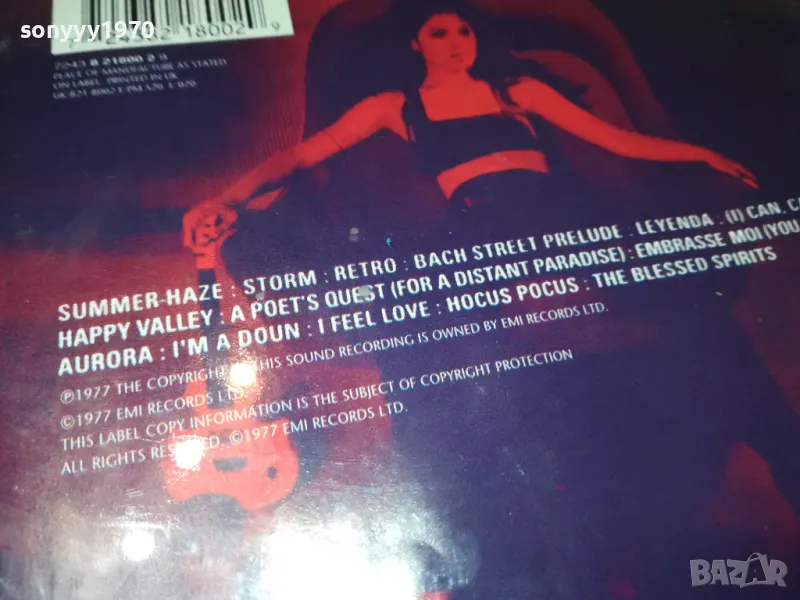 sonyyy1970
7243 8 21800 2 9
PLACE OF MANUFACTURE AS STATED
ON LABEL. PRINTED IN UK
SUMMER-HAZE : STORM : RETRO : BACH STREET PRELUDE : LEYENDA : (I) CAN, C
HAPPY VALLEY : A POET'S QUEST (FOR A DISTANT PARADISE) : EMBRASSE MOI (YOU
AURORA : I'M A DOUN : I FEEL LOVE : HOCUS POCUS : THE BLESSED SPIRITS
℗1977 THE COPYRIGHT THIS SOUND RECORDING IS OWNED BY EMI RECORDS LTD.
©1977 EMI RECORDS LTD.
THIS LABEL COPY INFORMATION IS THE SUBJECT OF COPYRIGHT PROTECTION
ALL RIGHTS . ©1977 EMI RECORDS LTD.
BAZAR